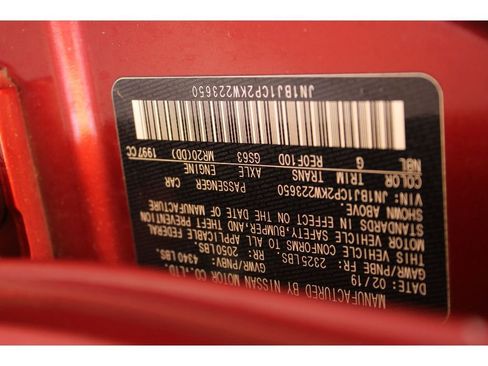 MANUFACTURED BY NISSAN MOTOR CO.,LTD.
02/19 GVWR/PNBV: 4340 LBS.
GAWR/PNBE FR: 2325 LBS. RR: 2050 LBS.
THIS MOTOR VEHICLE CONFORMS TO ALL APPLICABLE FEDERAL
MOTOR VEHICLE SAFETY, BUMPER, AND THEFT PREVENTION
STANDARDS IN EFFECT ON THE DATE OF MANUFACTURE
SHOWN ABOVE.
VIN: JN1BJ1CP2KW223650 PASSENGER CAR
COLOR TRIM TRANS AXLE ENGINE
NBL G REOF10D GS63 MR20(DD) 1997 CC
JN1BJ1CP2KW223650